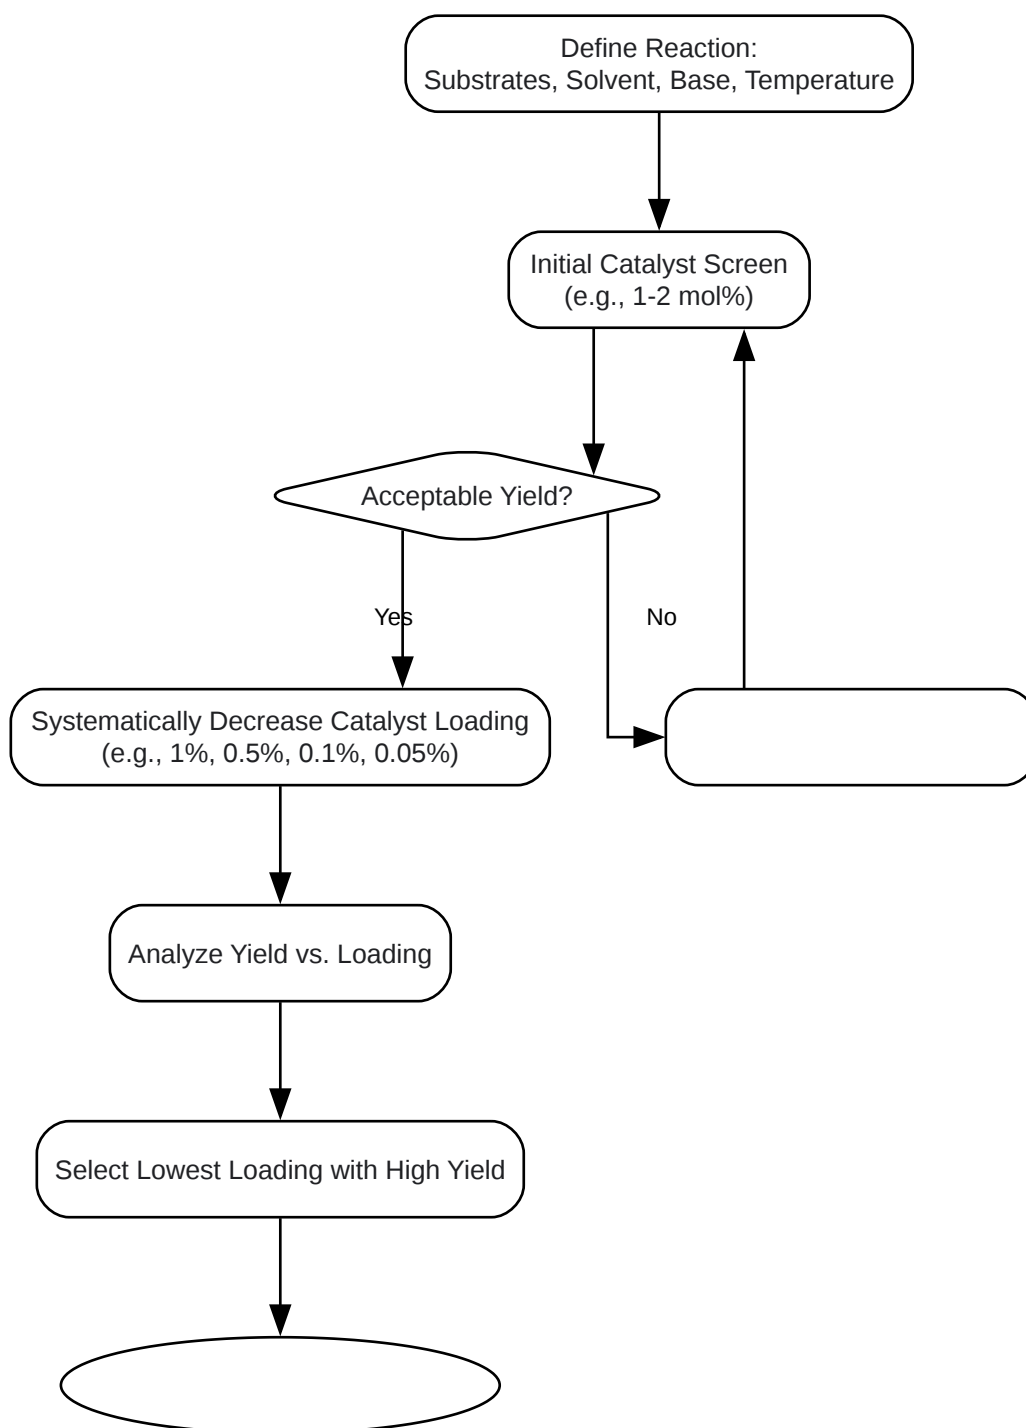 Define Reaction:
Substrates, Solvent, Base, Temperature
Initial Catalyst Screen
(e.g., 1-2 mol%)
Acceptable Yield?
Yes
No
Systematically Decrease Catalyst Loading
(e.g., 1%, 0.5%, 0.1%, 0.05%)
Analyze Yield vs. Loading
Select Lowest Loading with High Yield